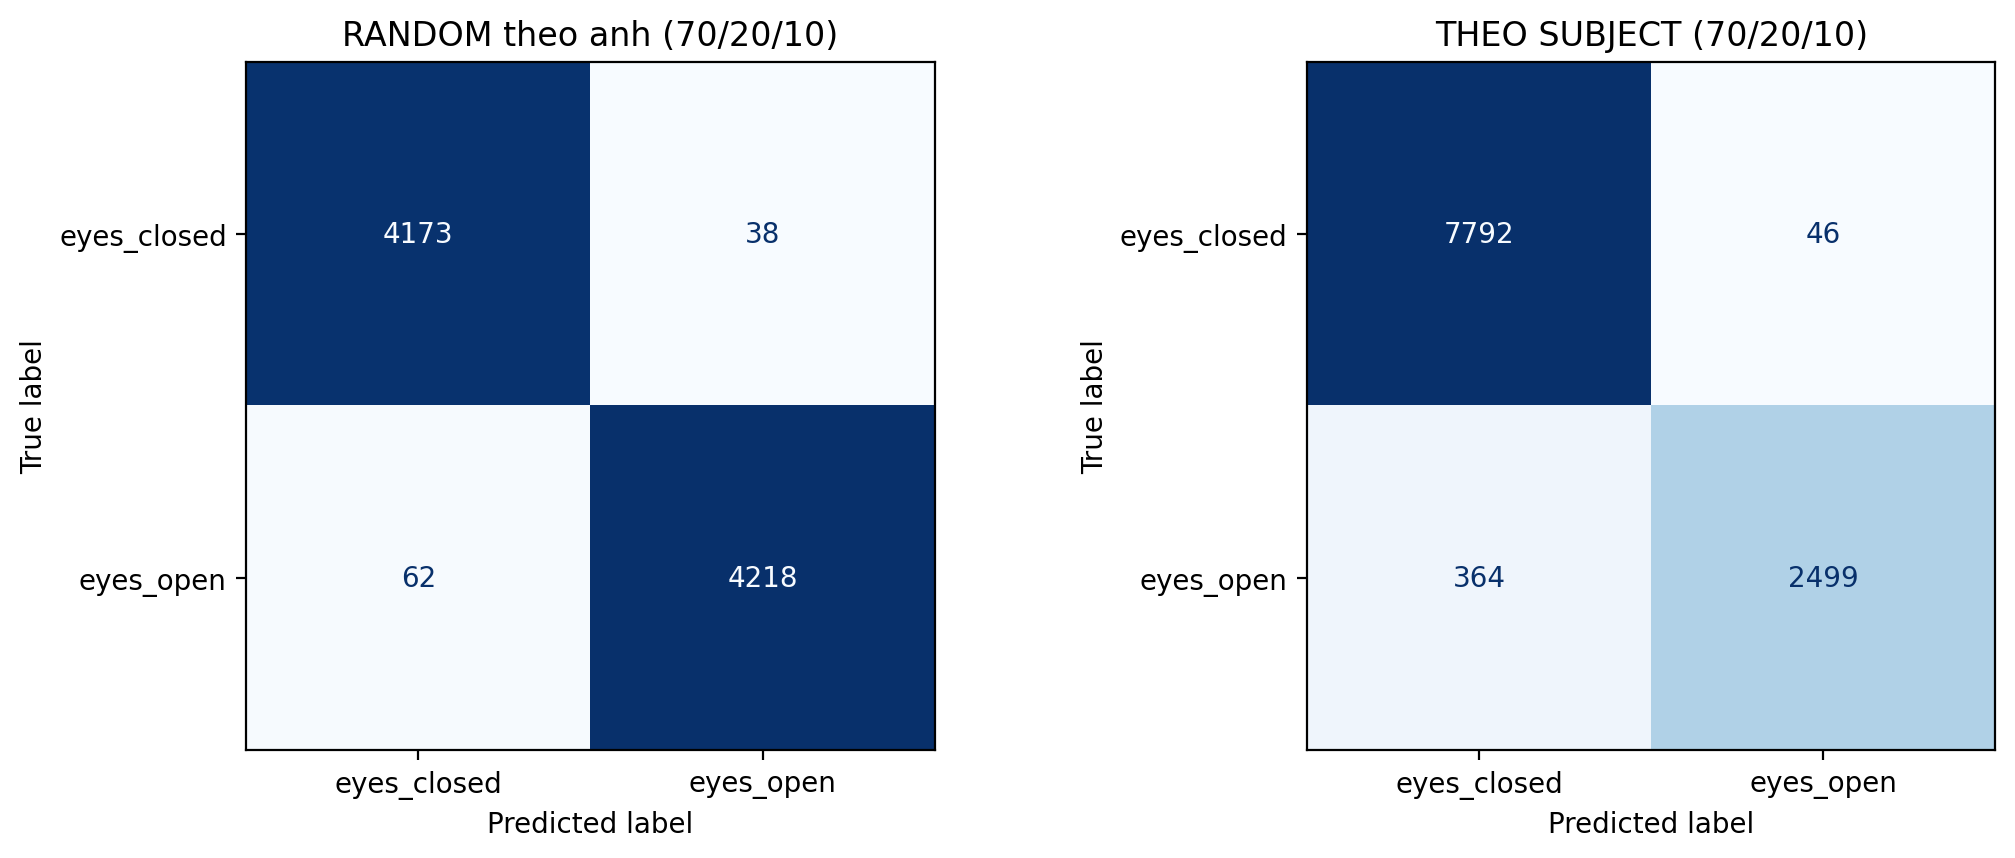 RANDOM theo anh (70/20/10)
True label
eyes_closed
4173
38
eyes_open
62
4218
eyes_closed
eyes_open
Predicted label
THEO SUBJECT (70/20/10)
True label
eyes_closed
7792
46
eyes_open
364
2499
eyes_closed
eyes_open
Predicted label